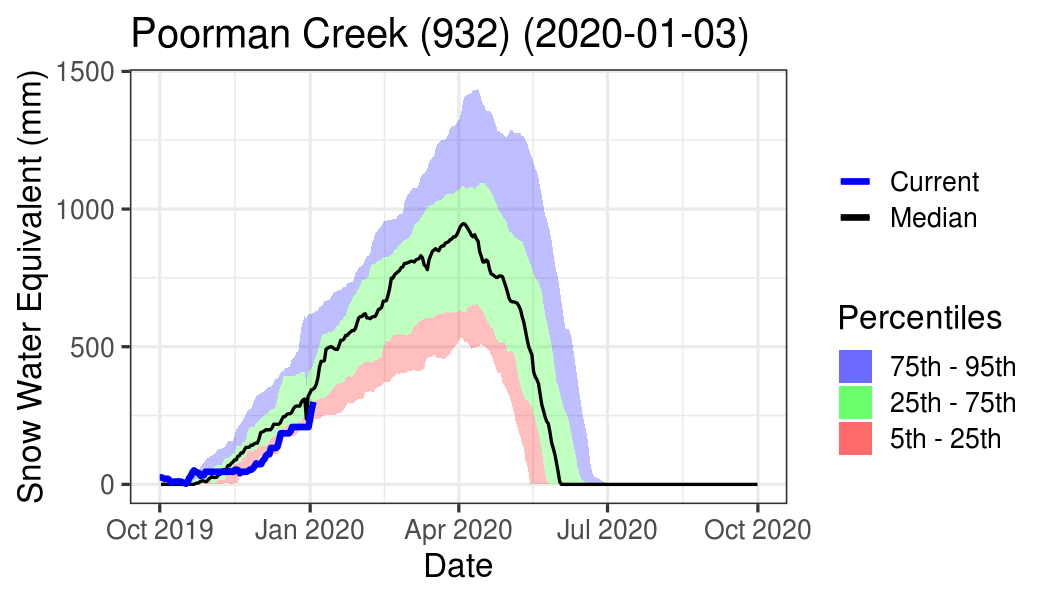 Poorman Creek (932) (2020-01-03)
Snow Water Equivalent (mm)
1500
1000
500
0
Oct 2019
Jan 2020
Apr 2020
Jul 2020
Oct 2020
Date
Current
Median
Percentiles
75th - 95th
25th - 75th
5th - 25th